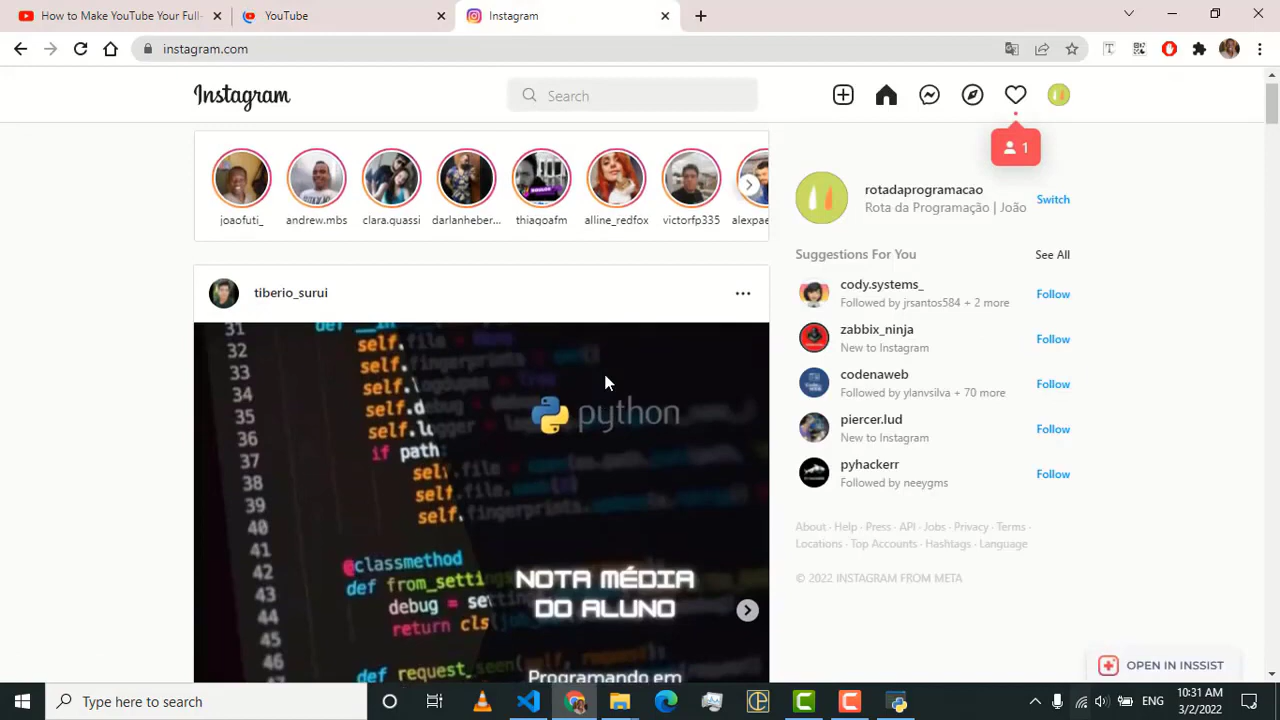 How to Make YouTube Your Full-
YouTube
Instagram
instagram.com
Instagram
Search
1
joaofuti_
andrew.mbs
clara.quassi
darlanheber...
thiagoafm
alline_redfox
victorfp335
alexpae
rotadaprogramacao
Rota da Programação | João
Switch
Suggestions For You
See All
cody.systems_
Followed by jrsantos584 + 2 more
Follow
zabbix_ninja
New to Instagram
Follow
codenaweb
Followed by ylanvsilva + 70 more
Follow
piercer.lud
New to Instagram
Follow
pyhackerr
Followed by neeygms
Follow
About · Help · Press · API · Jobs · Privacy · Terms ·
Locations · Top Accounts · Hashtags · Language
© 2022 INSTAGRAM FROM META
tiberio_surui
31
32 self.file
33 self.fingerprints
34 self.
35 self.d
36 self.
37 if path:
38 self.
39 self.
40 self.
41
42 @classmethod
43 def from_setti
44 debug = se
45 return cls
46
def request_seen(self,
python
NOTA MÉDIA
DO ALUNO
Programando em
OPEN IN INSSIST
Type here to search
ENG
10:31 AM
3/2/2022